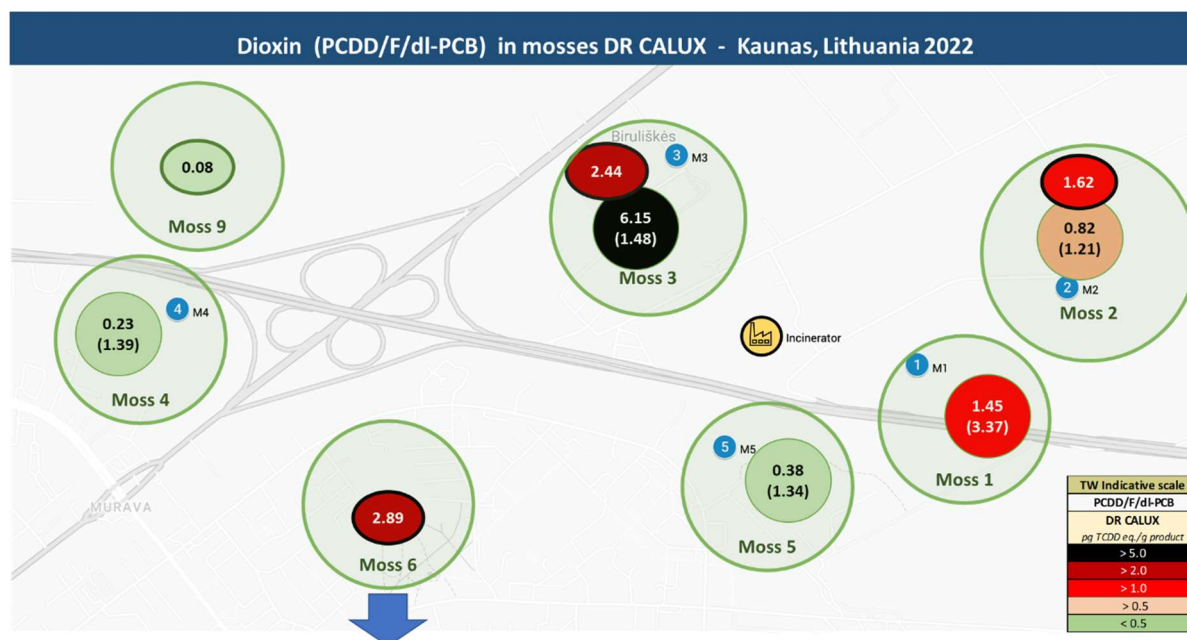 Dioxin (PCDD/F/dl-PCB) in mosses DR CALUX - Kaunas, Lithuania 2022
0.08
Moss 9
Biruliškės
2.44
3 M3
6.15
(1.48)
Moss 3
1.62
0.82
(1.21)
2 M2
Moss 2
4 M4
0.23
(1.39)
Moss 4
Incinerator
1 M1
1.45
(3.37)
Moss 1
5 M5
0.38
(1.34)
Moss 5
MURAVA
2.89
Moss 6
TW Indicative scale
PCDD/F/dl-PCB
DR CALUX
pg TCDD eq./g product
> 5.0
> 2.0
> 1.0
> 0.5
< 0.5